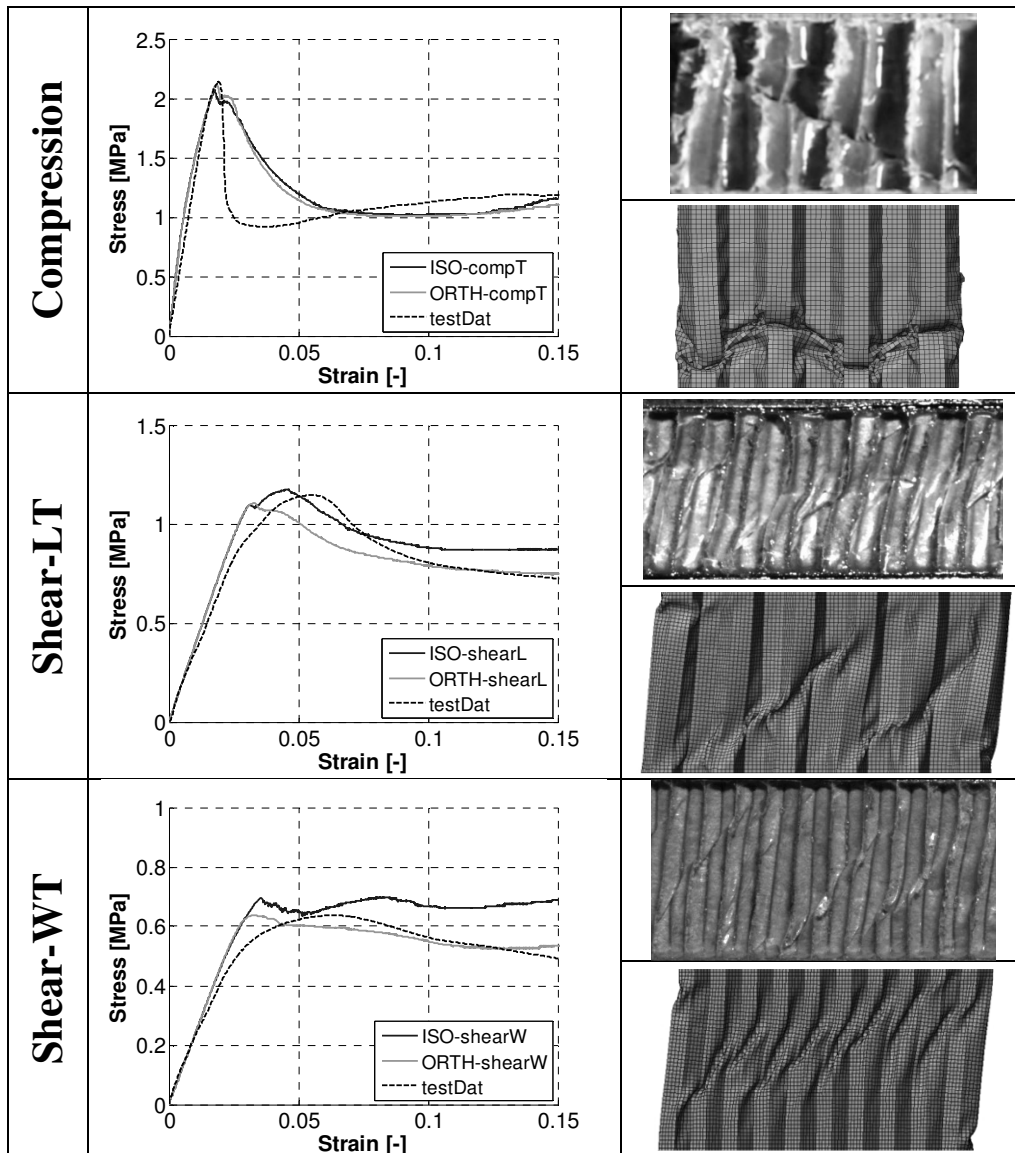 Compression
Stress [MPa]
2.5
2
1.5
1
0.5
0
0
0.05
0.1
0.15
Strain [-]
ISO-compT
ORTH-compT
testDat
Shear-LT
Stress [MPa]
1.5
1
0.5
0
0
0.05
0.1
0.15
Strain [-]
ISO-shearL
ORTH-shearL
testDat
Shear-WT
Stress [MPa]
1
0.8
0.6
0.4
0.2
0
0
0.05
0.1
0.15
Strain [-]
ISO-shearW
ORTH-shearW
testDat